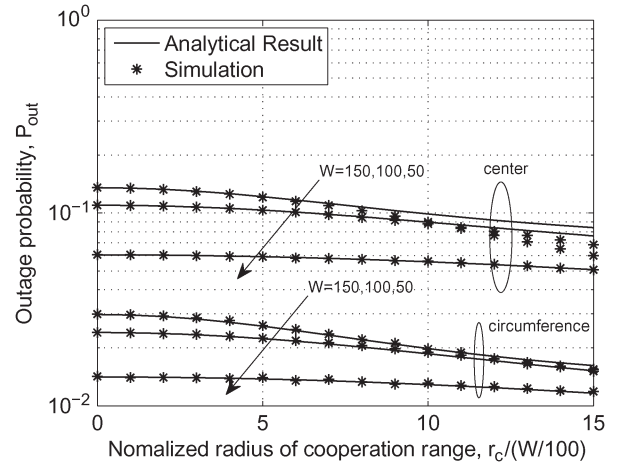 10^0
Analytical Result
Simulation
W=150,100,50
center
10^-1
W=150,100,50
circumference
10^-2
0 5 10 15
Outage probability, P_out
Nomalized radius of cooperation range, r_c/(W/100)